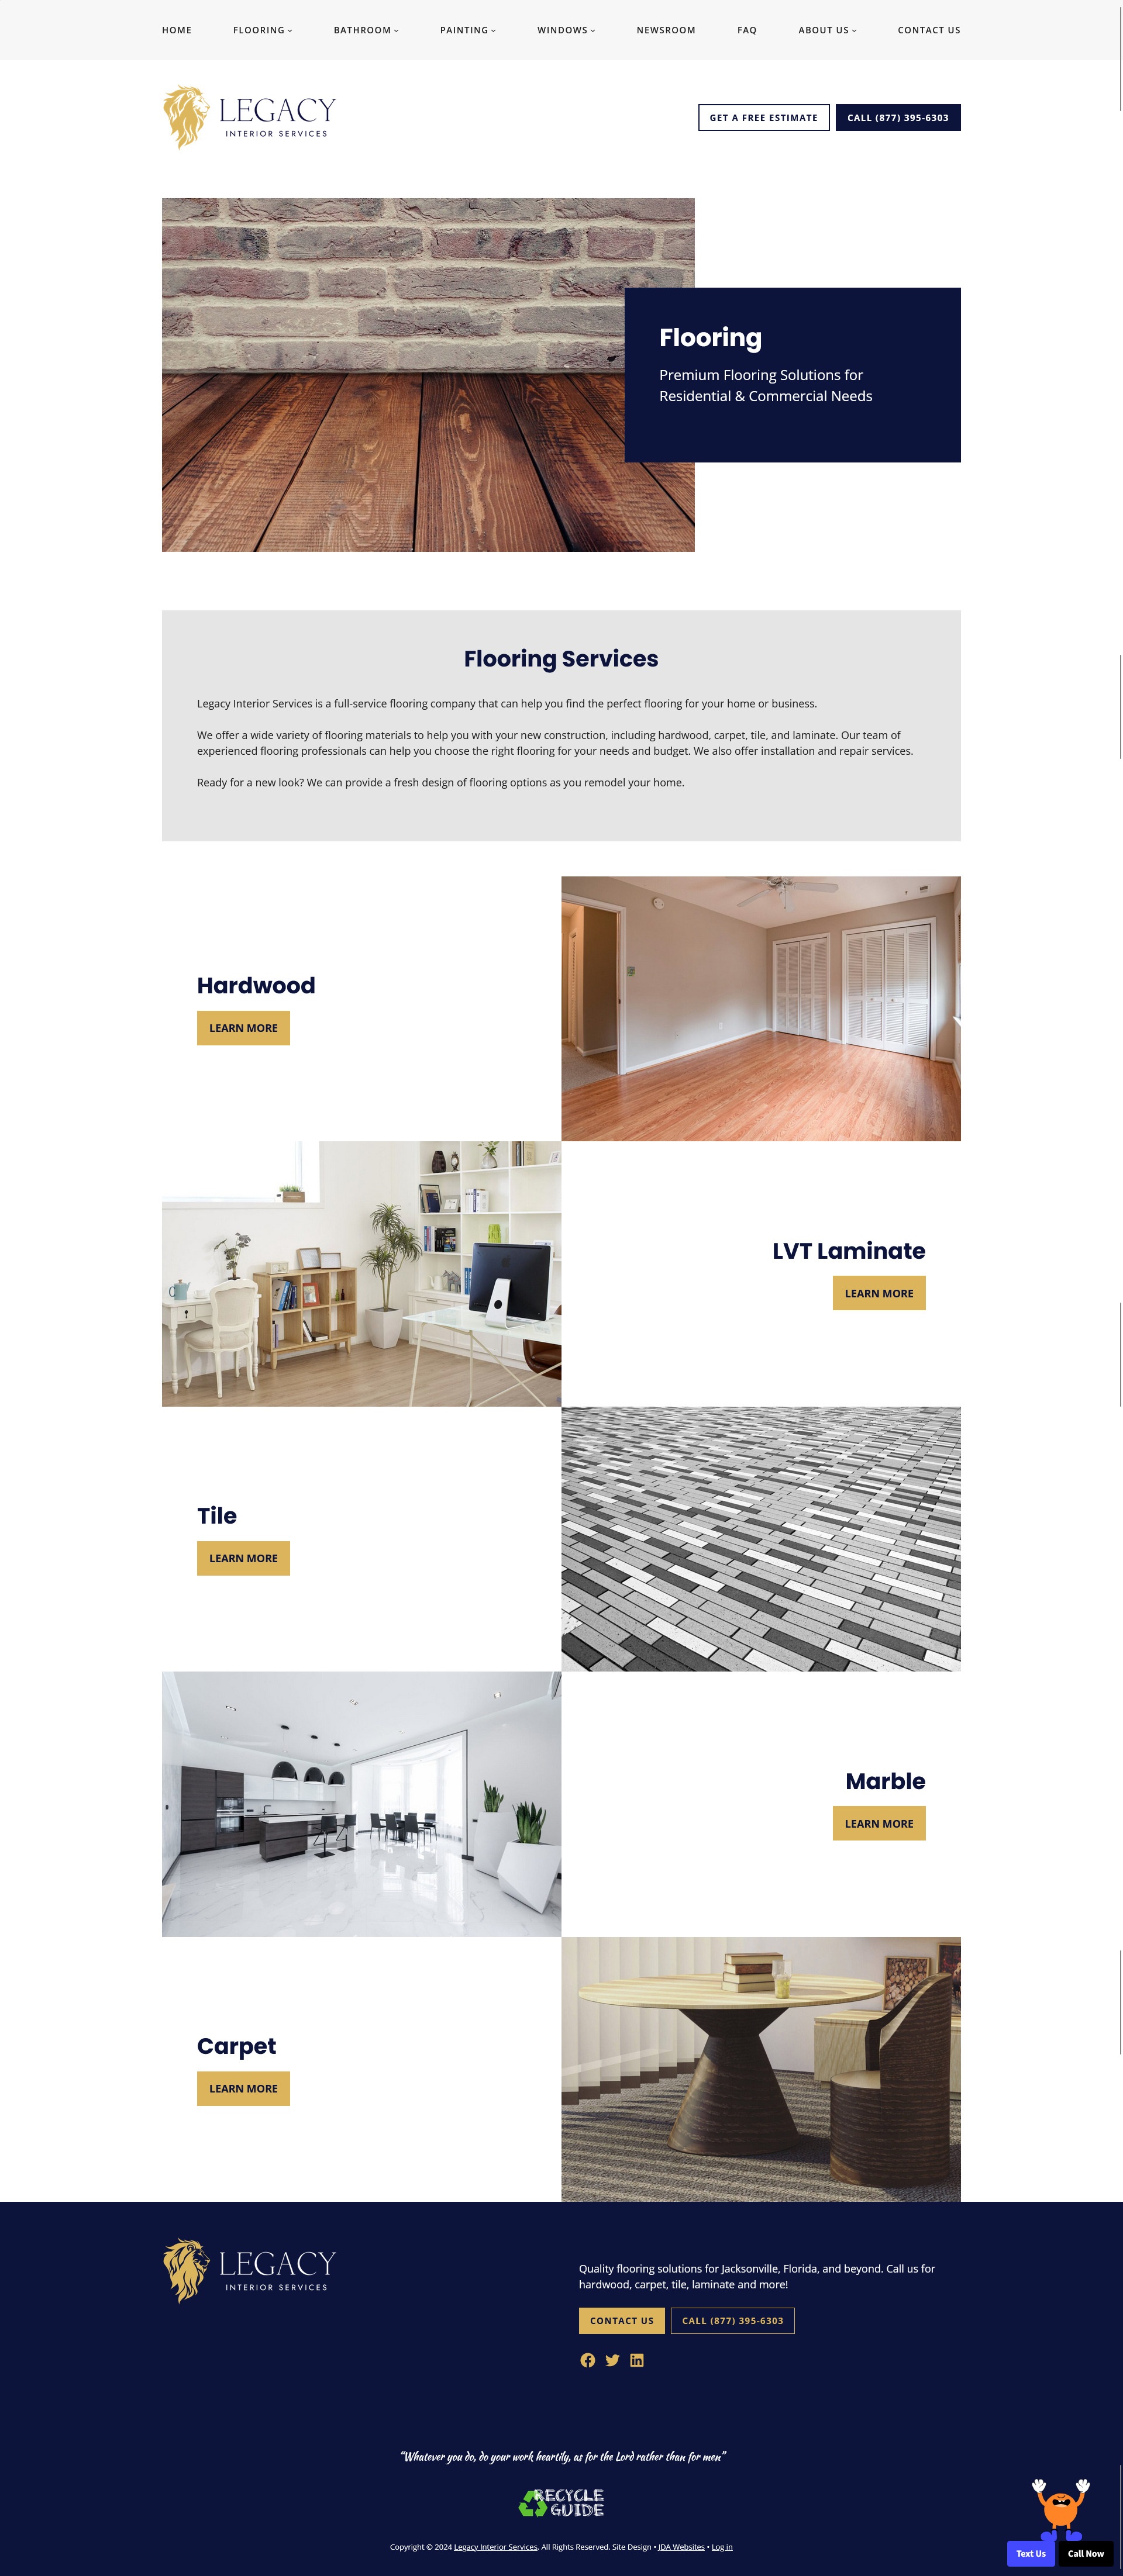 HOME FLOORING BATHROOM PAINTING WINDOWS NEWSROOM FAQ ABOUT US CONTACT US
LEGACY
INTERIOR SERVICES
GET A FREE ESTIMATE CALL (877) 395-6303
Flooring
Premium Flooring Solutions for
Residential & Commercial Needs
Flooring Services
Legacy Interior Services is a full-service flooring company that can help you find the perfect flooring for your home or business.
We offer a wide variety of flooring materials to help you with your new construction, including hardwood, carpet, tile, and laminate. Our team of
experienced flooring professionals can help you choose the right flooring for your needs and budget. We also offer installation and repair services.
Ready for a new look? We can provide a fresh design of flooring options as you remodel your home.
Hardwood
LEARN MORE
LVT Laminate
LEARN MORE
Tile
LEARN MORE
Marble
LEARN MORE
Carpet
LEARN MORE
LEGACY
INTERIOR SERVICES
Quality flooring solutions for Jacksonville, Florida, and beyond. Call us for
hardwood, carpet, tile, laminate and more!
CONTACT US CALL (877) 395-6303
“Whatever you do, do your work heartily, as for the Lord rather than for men”
RECYCLE
GUIDE
Copyright © 2024 Legacy Interior Services. All Rights Reserved. Site Design • JDA Websites • Log in
Text Us Call Now